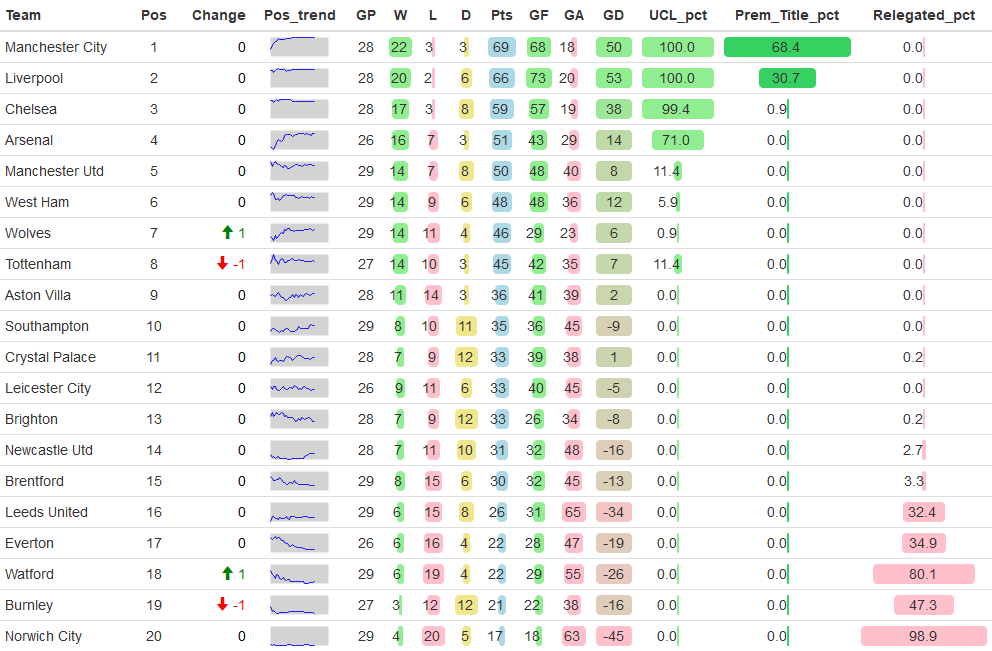 Team Pos Change Pos_trend GP W L D Pts GF GA GD UCL_pct Prem_Title_pct Relegated_pct
Manchester City 1 0 28 22 3 3 69 68 18 50 100.0 68.4 0.0
Liverpool 2 0 28 20 2 6 66 73 20 53 100.0 30.7 0.0
Chelsea 3 0 28 17 3 8 59 57 19 38 99.4 0.9 0.0
Arsenal 4 0 26 16 7 3 51 43 29 14 71.0 0.0 0.0
Manchester Utd 5 0 29 14 7 8 50 48 40 8 11.4 0.0 0.0
West Ham 6 0 29 14 9 6 48 48 36 12 5.9 0.0 0.0
Wolves 7 1 29 14 11 4 46 29 23 6 0.9 0.0 0.0
Tottenham 8 -1 27 14 10 3 45 42 35 7 11.4 0.0 0.0
Aston Villa 9 0 28 11 14 3 36 41 39 2 0.0 0.0 0.0
Southampton 10 0 29 8 10 11 35 36 45 -9 0.0 0.0 0.0
Crystal Palace 11 0 28 7 9 12 33 39 38 1 0.0 0.0 0.2
Leicester City 12 0 26 9 11 6 33 40 45 -5 0.0 0.0 0.0
Brighton 13 0 28 7 9 12 33 26 34 -8 0.0 0.0 0.2
Newcastle Utd 14 0 28 7 11 10 31 32 48 -16 0.0 0.0 2.7
Brentford 15 0 29 8 15 6 30 32 45 -13 0.0 0.0 3.3
Leeds United 16 0 29 6 15 8 26 31 65 -34 0.0 0.0 32.4
Everton 17 0 26 6 16 4 22 28 47 -19 0.0 0.0 34.9
Watford 18 1 29 6 19 4 22 29 55 -26 0.0 0.0 80.1
Burnley 19 -1 27 3 12 12 21 22 38 -16 0.0 0.0 47.3
Norwich City 20 0 29 4 20 5 17 18 63 -45 0.0 0.0 98.9